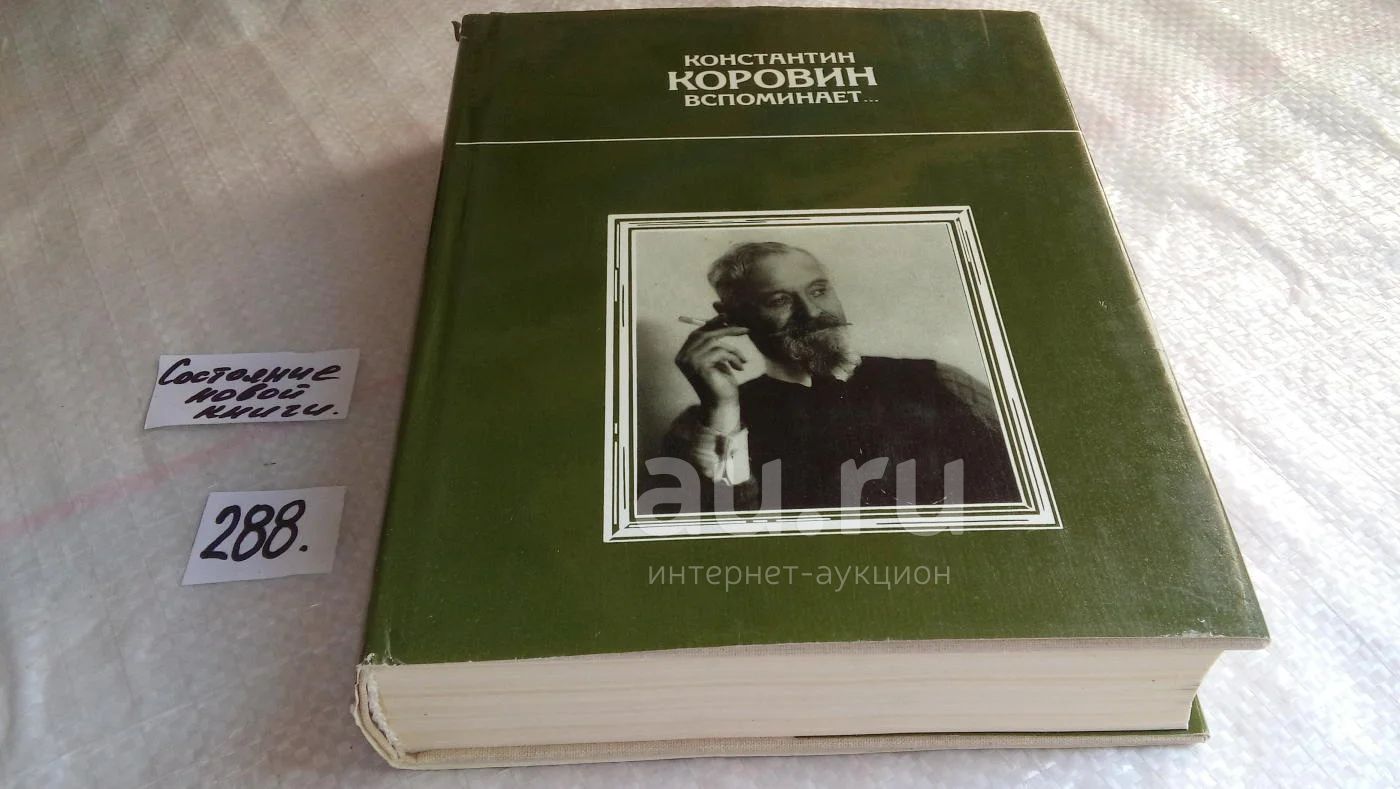 КОНСТАНТИН
КОРОВИН
ВСПОМИНАЕТ...
Состояние
новой
книги.
288.
au.ru
интернет-аукцион